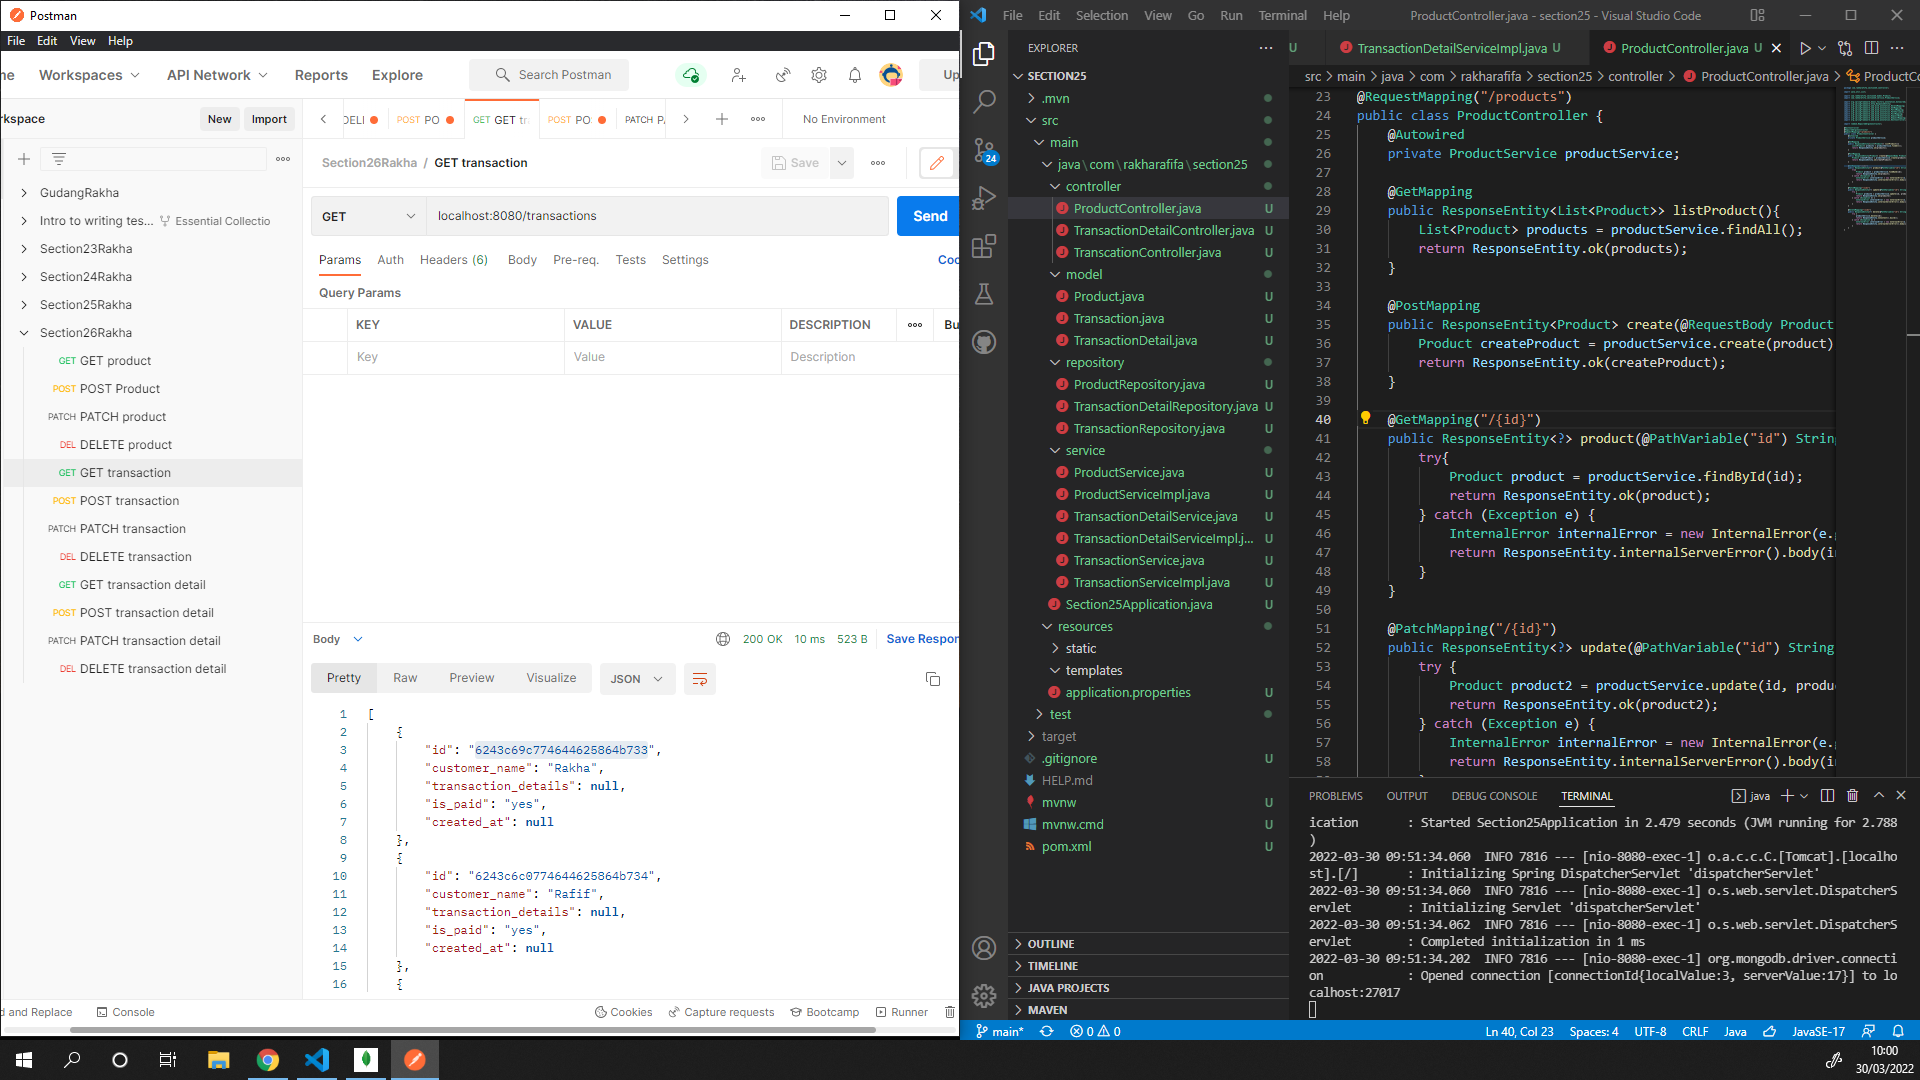 Postman
File Edit View Help
me Workspaces API Network Reports Explore Search Postman Up
rkspace New Import
DELI POST PO GET GET tr POST PO PATCH P No Environment
Section26Rakha / GET transaction Save
GudangRakha
Intro to writing tes... Essential Collectio
Section23Rakha
Section24Rakha
Section25Rakha
Section26Rakha
GET GET product
POST POST Product
PATCH PATCH product
DEL DELETE product
GET GET transaction
POST POST transaction
PATCH PATCH transaction
DEL DELETE transaction
GET GET transaction detail
POST POST transaction detail
PATCH PATCH transaction detail
DEL DELETE transaction detail
GET localhost:8080/transactions Send
Params Auth Headers (6) Body Pre-req. Tests Settings Coo
Query Params
KEY VALUE DESCRIPTION Bu
Key Value Description
Body 200 OK 10 ms 523 B Save Respon
Pretty Raw Preview Visualize JSON
1 [
2 {
3 "id": "6243c69c774644625864b733",
4 "customer_name": "Rakha",
5 "transaction_details": null,
6 "is_paid": "yes",
7 "created_at": null
8 },
9 {
10 "id": "6243c6c0774644625864b734",
11 "customer_name": "Rafif",
12 "transaction_details": null,
13 "is_paid": "yes",
14 "created_at": null
15 },
16 {
d and Replace Console Cookies Capture requests Bootcamp Runner
File Edit Selection View Go Run Terminal Help ProductController.java - section25 - Visual Studio Code
EXPLORER
SECTION25
.mvn
src
main
java\com\rakharafifa\section25
controller
ProductController.java U
TransactionDetailController.java U
TranscationController.java U
model
Product.java U
Transaction.java U
TransactionDetail.java U
repository
ProductRepository.java U
TransactionDetailRepository.java U
TransactionRepository.java U
service
ProductService.java U
ProductServiceImpl.java U
TransactionDetailService.java U
TransactionDetailServiceImpl.j... U
TransactionService.java U
TransactionServiceImpl.java U
Section25Application.java U
resources
static
templates
application.properties U
test
target
.gitignore U
HELP.md
mvnw U
mvnw.cmd U
pom.xml U
OUTLINE
TIMELINE
JAVA PROJECTS
MAVEN
24
U TransactionDetailServiceImpl.java U ProductController.java U
src > main > java > com > rakharafifa > section25 > controller > ProductController.java > ProductCo
23 @RequestMapping("/products")
24 public class ProductController {
25 @Autowired
26 private ProductService productService;
27
28 @GetMapping
29 public ResponseEntity<List<Product>> listProduct(){
30 List<Product> products = productService.findAll();
31 return ResponseEntity.ok(products);
32 }
33
34 @PostMapping
35 public ResponseEntity<Product> create(@RequestBody Product
36 Product createProduct = productService.create(product)
37 return ResponseEntity.ok(createProduct);
38 }
39
40 @GetMapping("/{id}")
41 public ResponseEntity<?> product(@PathVariable("id") String
42 try{
43 Product product = productService.findById(id);
44 return ResponseEntity.ok(product);
45 } catch (Exception e) {
46 InternalError internalError = new InternalError(e.g
47 return ResponseEntity.internalServerError().body(in
48 }
49 }
50
51 @PatchMapping("/{id}")
52 public ResponseEntity<?> update(@PathVariable("id") String
53 try {
54 Product product2 = productService.update(id, produc
55 return ResponseEntity.ok(product2);
56 } catch (Exception e) {
57 InternalError internalError = new InternalError(e.g
58 return ResponseEntity.internalServerError().body(in
PROBLEMS OUTPUT DEBUG CONSOLE TERMINAL java
ication : Started Section25Application in 2.479 seconds (JVM running for 2.788
)
2022-03-30 09:51:34.060 INFO 7816 --- [nio-8080-exec-1] o.a.c.c.C.[Tomcat].[localho
st].[/] : Initializing Spring DispatcherServlet 'dispatcherServlet'
2022-03-30 09:51:34.060 INFO 7816 --- [nio-8080-exec-1] o.s.web.servlet.DispatcherS
ervlet : Initializing Servlet 'dispatcherServlet'
2022-03-30 09:51:34.062 INFO 7816 --- [nio-8080-exec-1] o.s.web.servlet.DispatcherS
ervlet : Completed initialization in 1 ms
2022-03-30 09:51:34.202 INFO 7816 --- [nio-8080-exec-1] org.mongodb.driver.connecti
on : Opened connection [connectionId{localValue:3, serverValue:17}] to lo
calhost:27017
main* 0 0 Ln 40, Col 23 Spaces: 4 UTF-8 CRLF Java JavaSE-17
10:00
30/03/2022